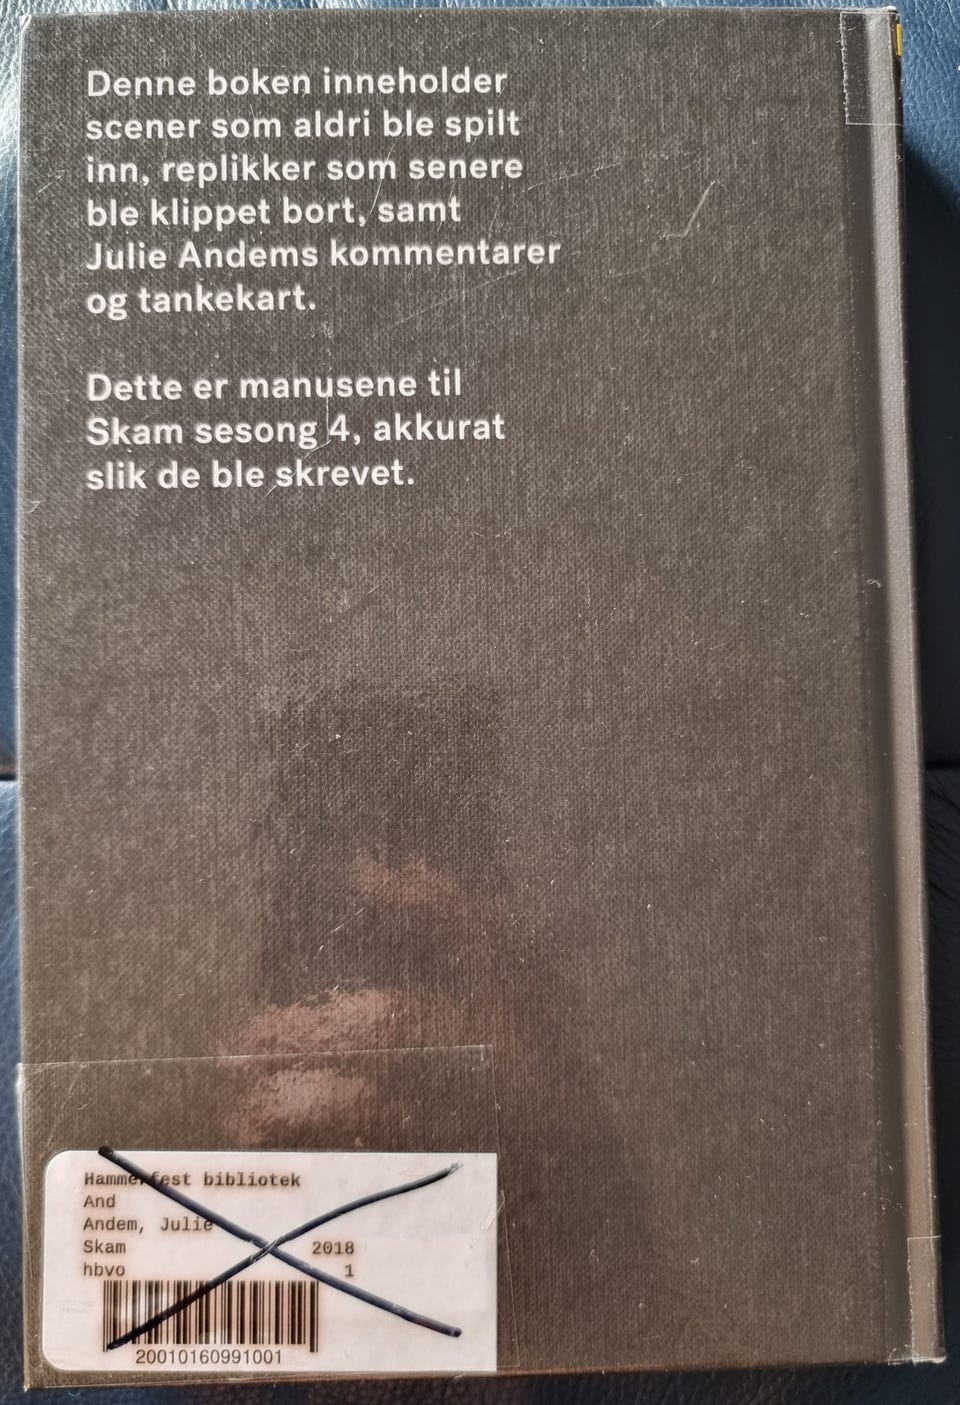 Denne boken inneholder
scener som aldri ble spilt
inn, replikker som senere
ble klippet bort, samt
Julie Andems kommentarer
og tankekart.
Dette er manusene til
Skam sesong 4, akkurat
slik de ble skrevet.
Hammerfest bibliotek
And
Andem, Julie
Skam 2018
hbvo 1
20010160991001